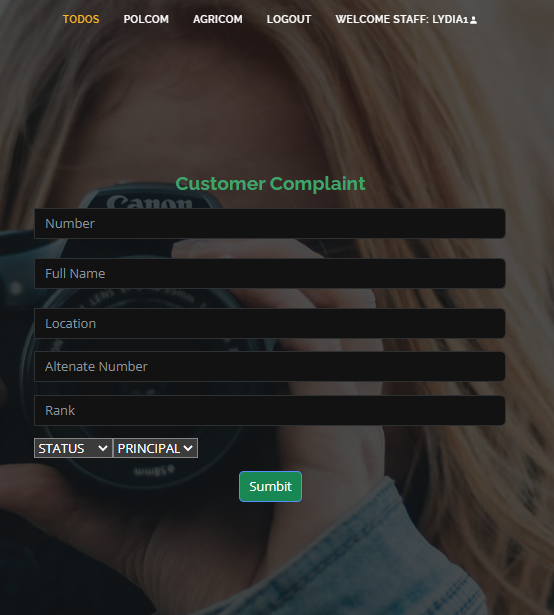 TODOS POLCOM AGRICOM LOGOUT WELCOME STAFF: LYDIA1
Customer Complaint
Canon
Number
Full Name
Location
Altenate Number
Rank
STATUS PRINCIPAL
Sumbit